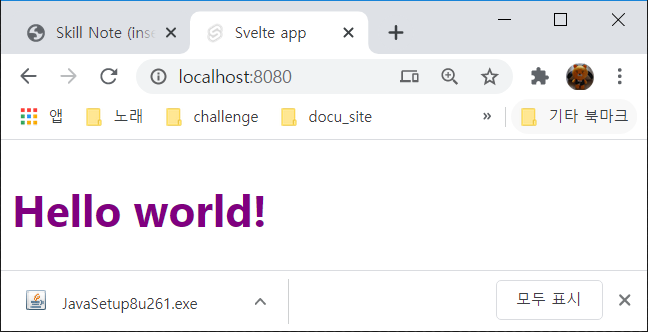 Skill Note (inse
Svelte app
localhost:8080
앱
노래
challenge
docu_site
»
기타 북마크
Hello world!
JavaSetup8u261.exe
모두 표시